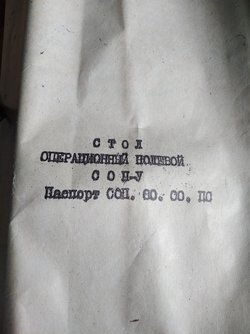 СТОЛ
ОПЕРАЦИОННЫЙ ПОЛЕВОЙ
СОП-У
Паспорт СОП. 00. 00. ПС